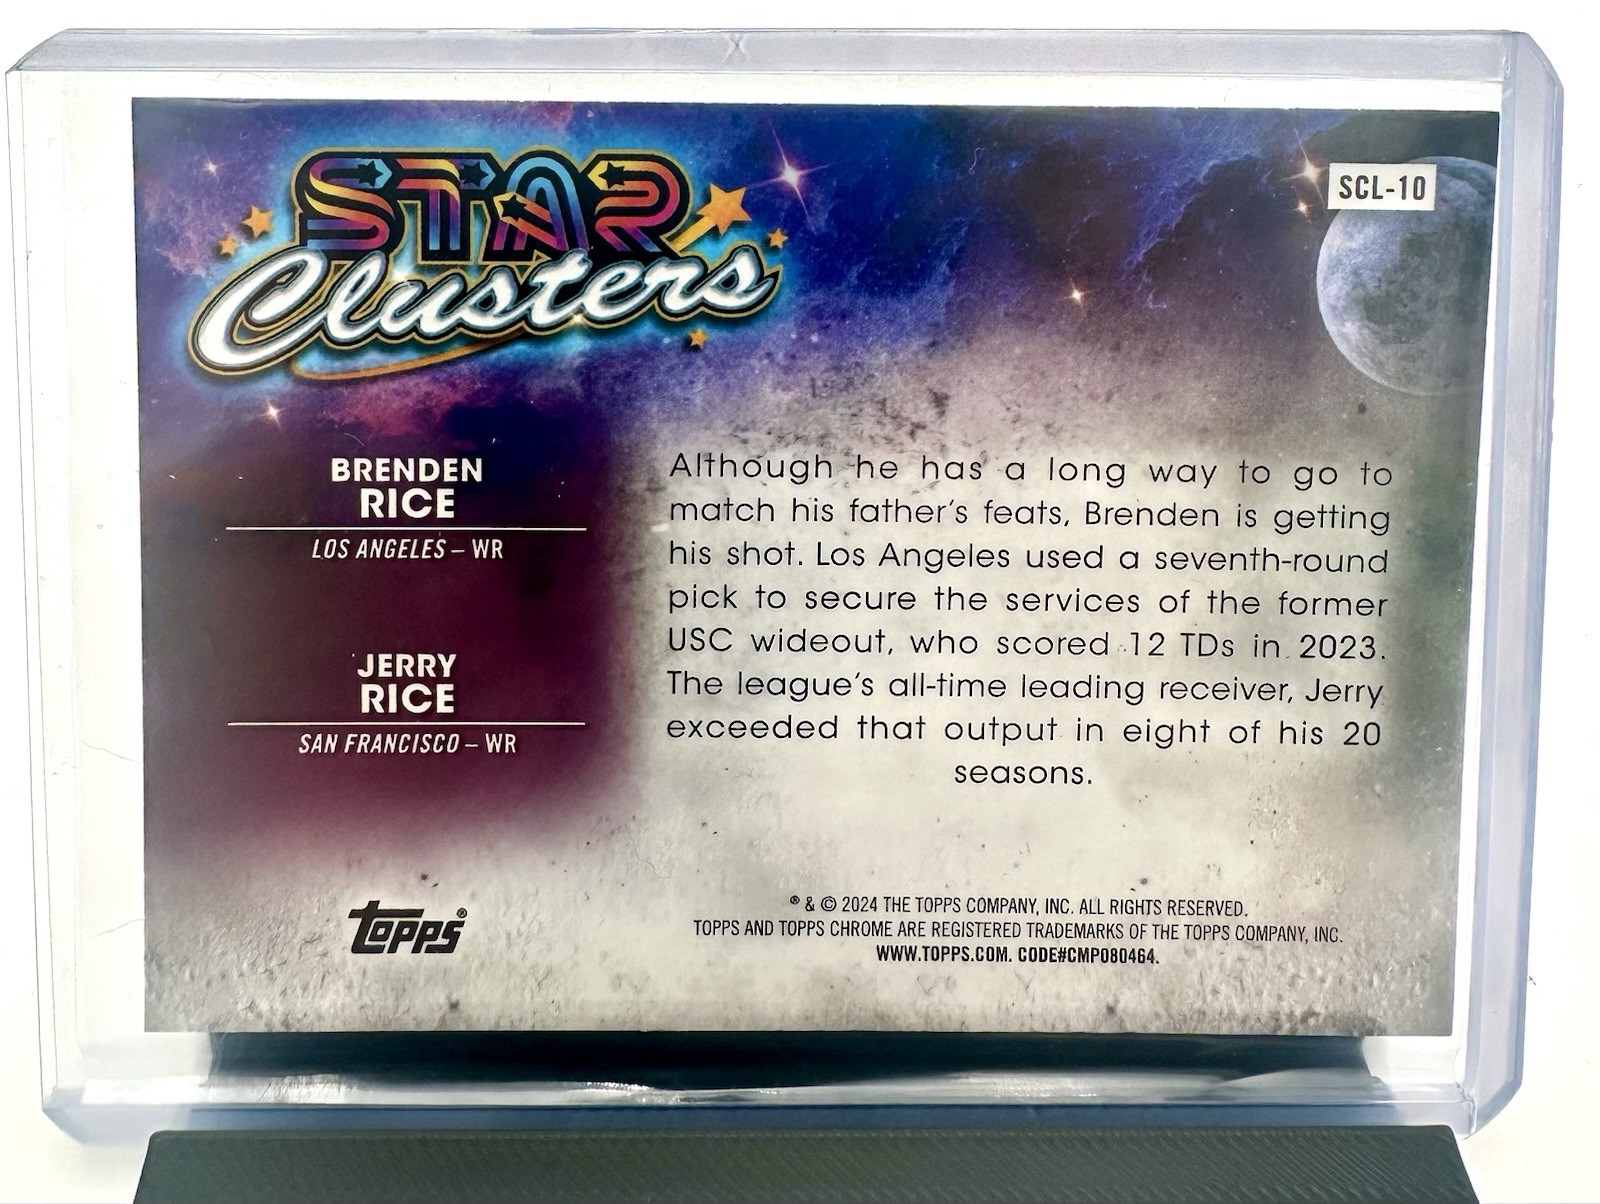 STAR
Clusters
SCL-10
BRENDEN
RICE
LOS ANGELES – WR
JERRY
RICE
SAN FRANCISCO – WR
Although he has a long way to go to
match his father's feats, Brenden is getting
his shot. Los Angeles used a seventh-round
pick to secure the services of the former
USC wideout, who scored 12 TDs in 2023.
The league's all-time leading receiver, Jerry
exceeded that output in eight of his 20
seasons.
TOPPS®
® & © 2024 THE TOPPS COMPANY, INC. ALL RIGHTS RESERVED.
TOPPS AND TOPPS CHROME ARE REGISTERED TRADEMARKS OF THE TOPPS COMPANY, INC.
WWW.TOPPS.COM. CODE#CMP080464.